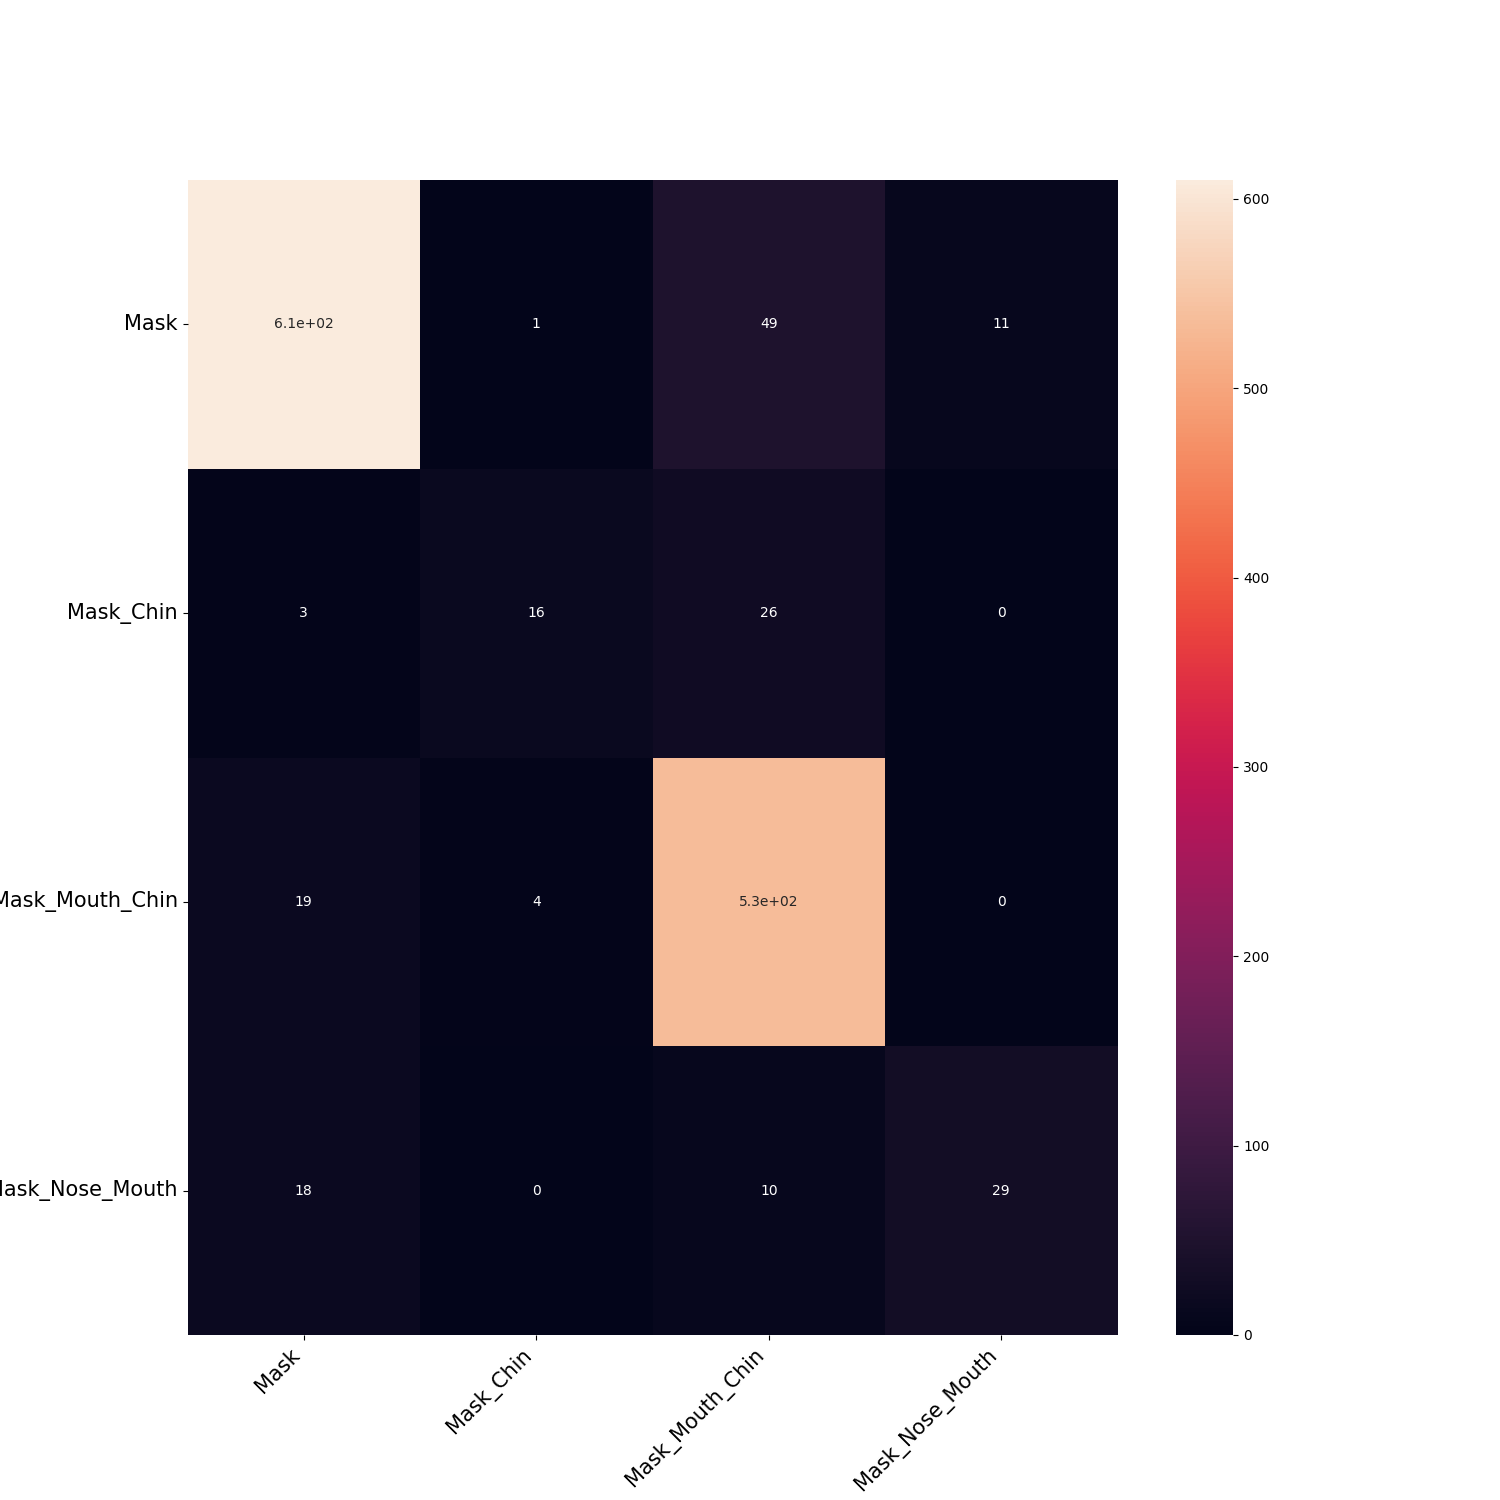 600
Mask 6.1e+02 1 49 11
500
400
Mask_Chin 3 16 26 0
300
200
Mask_Mouth_Chin 19 4 5.3e+02 0
100
Mask_Nose_Mouth 18 0 10 29
0
Mask Mask_Chin Mask_Mouth_Chin Mask_Nose_Mouth